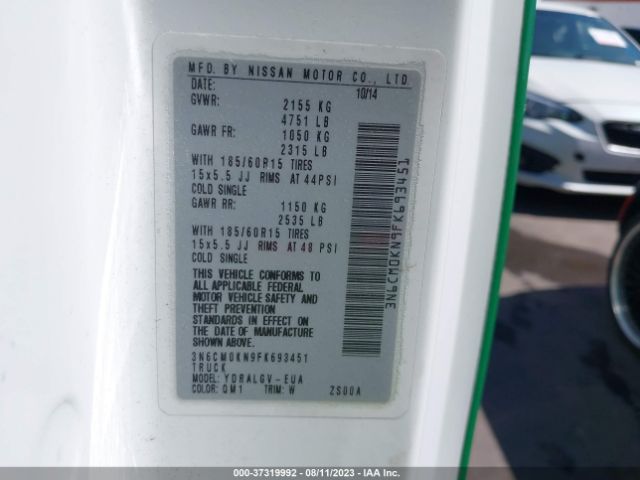 MFD. BY NISSAN MOTOR CO., LTD.
DATE: 10/14
GVWR: 2155 KG
4751 LB
GAWR FR: 1050 KG
2315 LB
WITH 185/60R15 TIRES
15x5.5 JJ RIMS AT 44PSI
COLD SINGLE
GAWR RR: 1150 KG
2535 LB
WITH 185/60R15 TIRES
15x5.5 JJ RIMS AT 48 PSI
COLD SINGLE
THIS VEHICLE CONFORMS TO
ALL APPLICABLE FEDERAL
MOTOR VEHICLE SAFETY AND
THEFT PREVENTION
STANDARDS IN EFFECT ON
THE DATE OF MANUFACTURE
SHOWN ABOVE.
3N6CM0KN9FK693451
TRUCK
MODEL: YDRALGV-EUA
COLOR: QM1 TRIM: W ZS00A
3N6CM0KN9FK693451
000-37319992 - 08/11/2023 - IAA Inc.